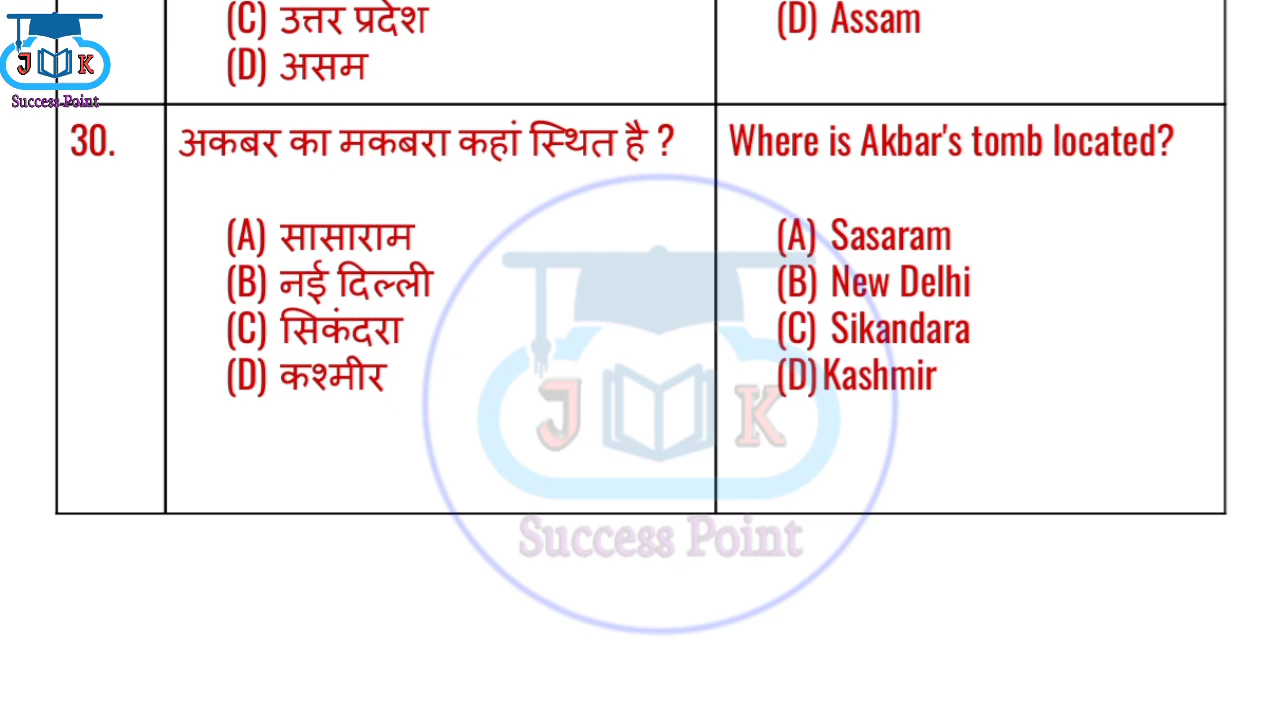 (C) उत्तर प्रदेश
(D) असम
(D) Assam
J K
Success Point
30.
अकबर का मकबरा कहां स्थित है ?
(A) सासाराम
(B) नई दिल्ली
(C) सिकंदरा
(D) कश्मीर
Where is Akbar's tomb located?
(A) Sasaram
(B) New Delhi
(C) Sikandara
(D) Kashmir
J K
Success Point